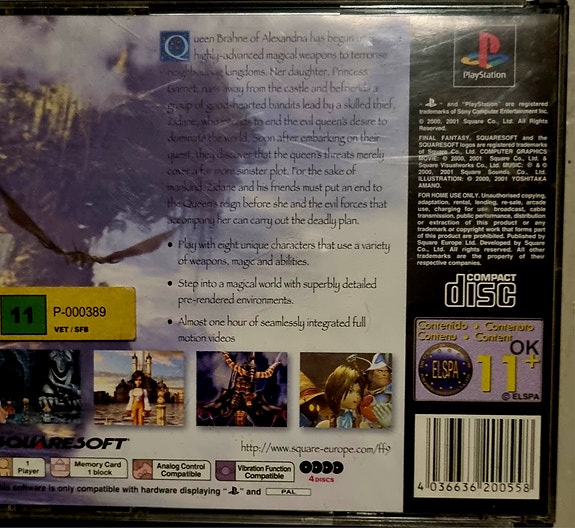 Queen Brahne of Alexandria has begun using
highly-advanced magical weapons to terrorise
neighbouring kingdoms. Her daughter, Princess
Garnet, runs away from the castle and befriends a
group of good-hearted bandits lead by a skilled thief,
Zidane, who intends to end the evil queen's desire to
dominate the world. Soon after embarking on their
quest, they discover that the queen's threats merely
cover a far more sinister plot. For the sake of
mankind, Zidane and his friends must put an end to
the Queen's reign before she and the evil forces that
accompany her can carry out the deadly plan.
• Play with eight unique characters that use a variety
of weapons, magic and abilities.
• Step into a magical world with superbly detailed
pre-rendered environments.
• Almost one hour of seamlessly integrated full
motion videos
11 P-000389
VET / SFB
SQUARESOFT
http://www.square-europe.com/ff9
1
Player
Memory Card
1 block
Analog Control
Compatible
Vibration Function
Compatible
4 DISCS
this software is only compatible with hardware displaying " " and PAL
PlayStation
" " and "PlayStation" are registered
trademarks of Sony Computer Entertainment Inc.
© 2000, 2001 Square Co., Ltd. All Rights
Reserved.
FINAL FANTASY, SQUARESOFT and the
SQUARESOFT logos are registered trademarks
of Square Co., Ltd. COMPUTER GRAPHICS
MOVIE: © 2000, 2001 Square Co., Ltd. &
Square Visualworks Co., Ltd. MUSIC: ℗ & ©
2000, 2001 Square Sounds Co., Ltd.
ILLUSTRATION: © 2000, 2001 YOSHITAKA
AMANO.
FOR HOME USE ONLY. Unauthorised copying,
adaptation, rental, lending, re-sale, arcade
use, charging for use, broadcast, cable
transmission, public performance, distribution
or extraction of this product or any
trademark or copyright work that forms part
of this product are prohibited. Published by
Square Europe Ltd. Developed by Square
Co., Ltd. All rights reserved. All other
trademarks are the property of their
respective companies.
COMPACT
disc
Contenido • Contenuto
Contenu • Content
OK
ELSPA
11+
© ELSPA
4 036636 200558